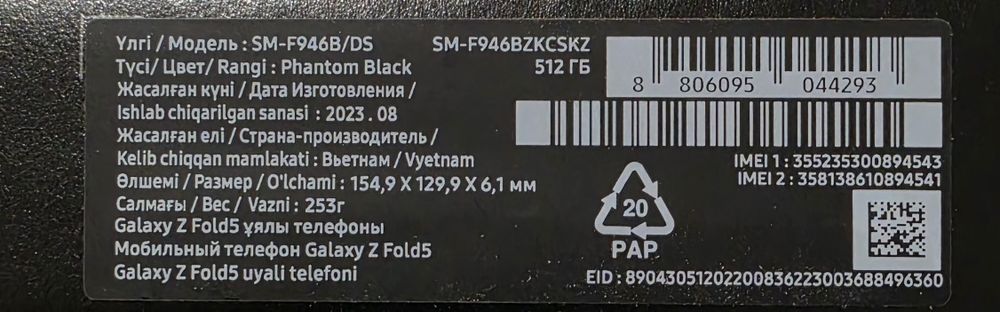 Үлгі / Модель : SM-F946B/DS
SM-F946BZKCSKZ
Түсі/ Цвет/ Rangi : Phantom Black
512 ГБ
Жасалған күні / Дата Изготовления /
Ishlab chiqarilgan sanasi : 2023 . 08
Жасалған елі / Страна-производитель /
Kelib chiqqan mamlakati : Вьетнам / Vyetnam
Өлшемі / Размер / O'lchami : 154,9 X 129,9 X 6,1 мм
Салмағы / Вес / Vazni : 253г
Galaxy Z Fold5 ұялы телефоны
Мобильный телефон Galaxy Z Fold5
Galaxy Z Fold5 uyali telefoni
8 806095 044293
IMEI 1 : 355235300894543
IMEI 2 : 358138610894541
20
PAP
EID : 89043051202200836223003688496360